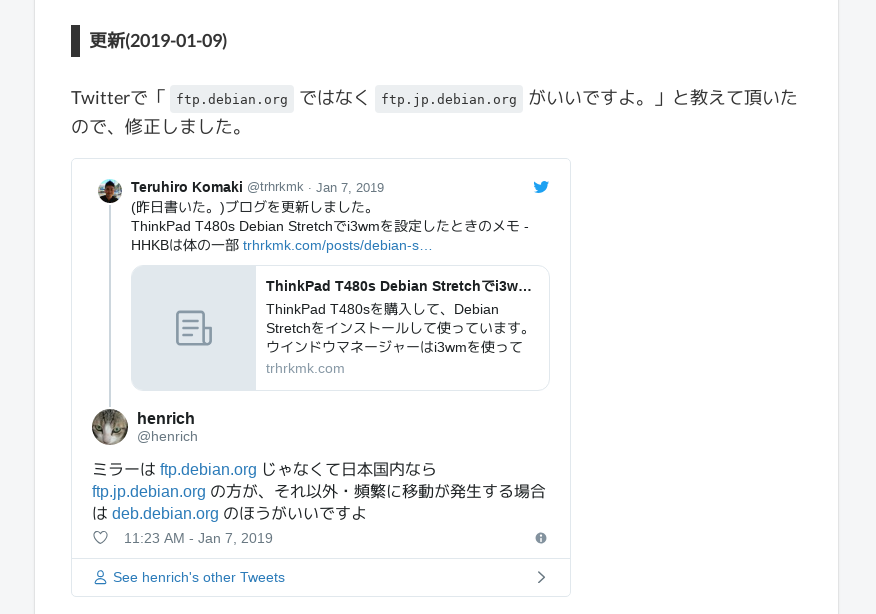 更新(2019-01-09)
Twitterで「 ftp.debian.org ではなく ftp.jp.debian.org がいいですよ。」と教えて頂いた
ので、修正しました。
Teruhiro Komaki @trhrkmk · Jan 7, 2019
(昨日書いた。)ブログを更新しました。
ThinkPad T480s Debian Stretchでi3wmを設定したときのメモ -
HHKBは体の一部 trhrkmk.com/posts/debian-s…
ThinkPad T480s Debian Stretchでi3w…
ThinkPad T480sを購入して、Debian
Stretchをインストールして使っています。
ウインドウマネージャーはi3wmを使って
trhrkmk.com
henrich
@henrich
ミラーは ftp.debian.org じゃなくて日本国内なら
ftp.jp.debian.org の方が、それ以外・頻繁に移動が発生する場合
は deb.debian.org のほうがいいですよ
11:23 AM - Jan 7, 2019
See henrich's other Tweets